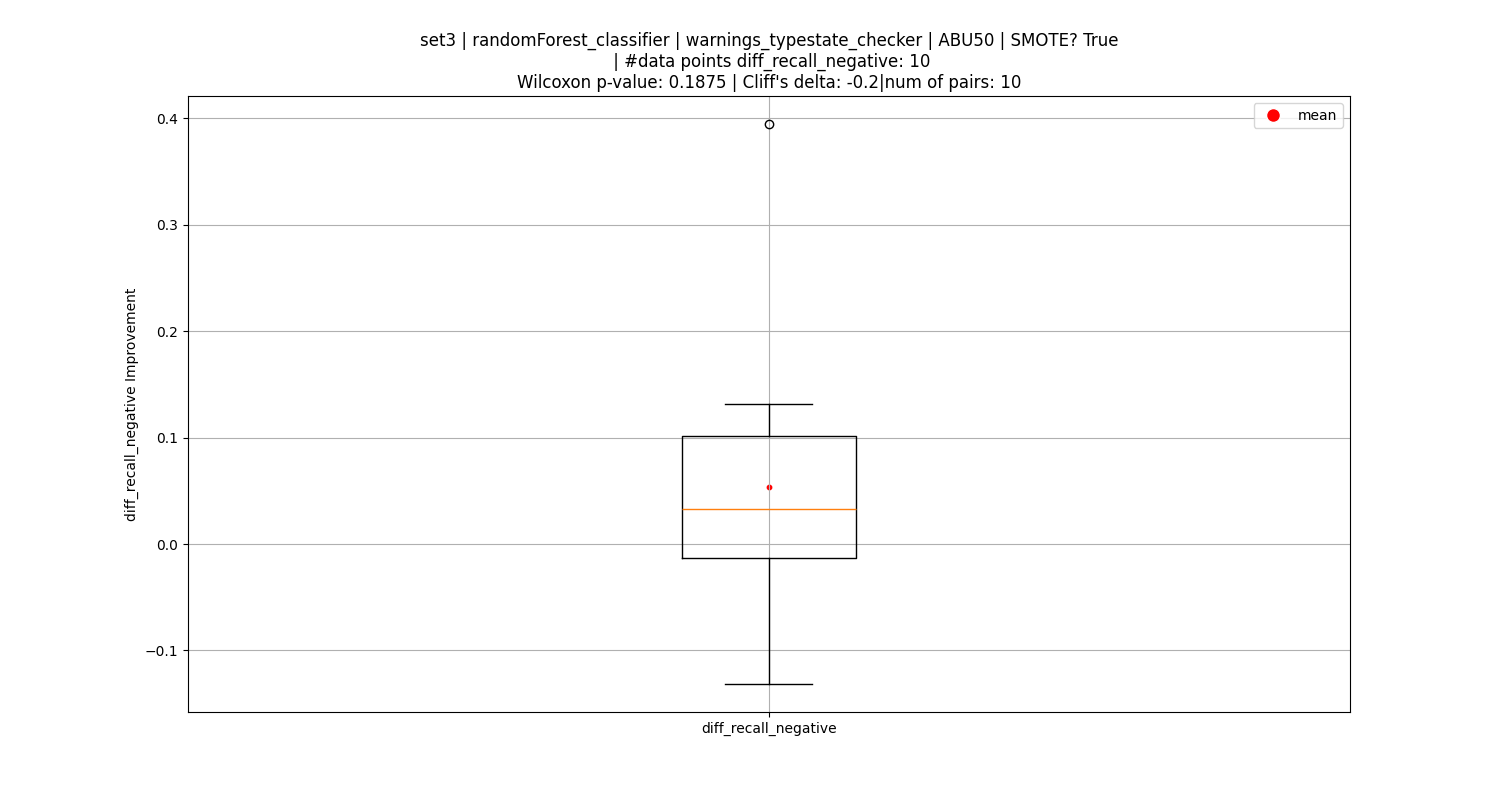 set3 | randomForest_classifier | warnings_typestate_checker | ABU50 | SMOTE? True
| #data points diff_recall_negative: 10
Wilcoxon p-value: 0.1875 | Cliff's delta: -0.2|num of pairs: 10
mean
0.4
0.3
0.2
0.1
0.0
−0.1
diff_recall_negative Improvement
diff_recall_negative